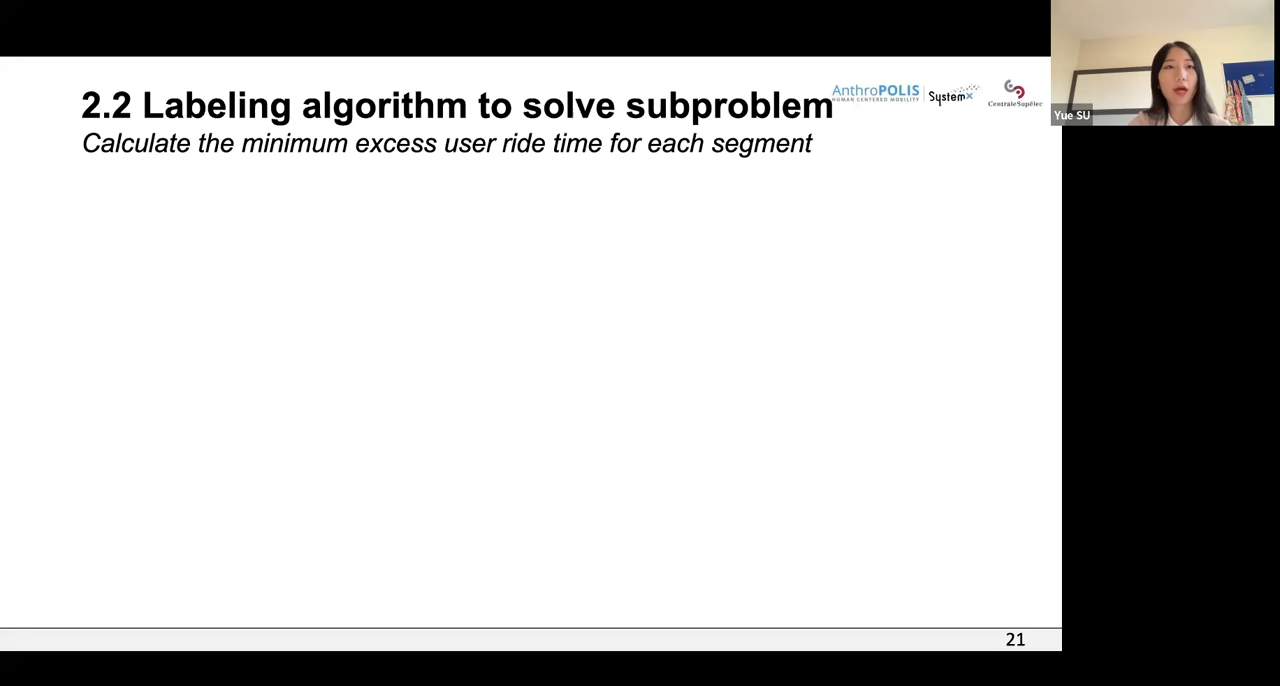 2.2 Labeling algorithm to solve subproblem
Calculate the minimum excess user ride time for each segment
AnthroPOLIS
HUMAN CENTERED MOBILITY
SystemX
CentraleSupélec
Yue SU
21